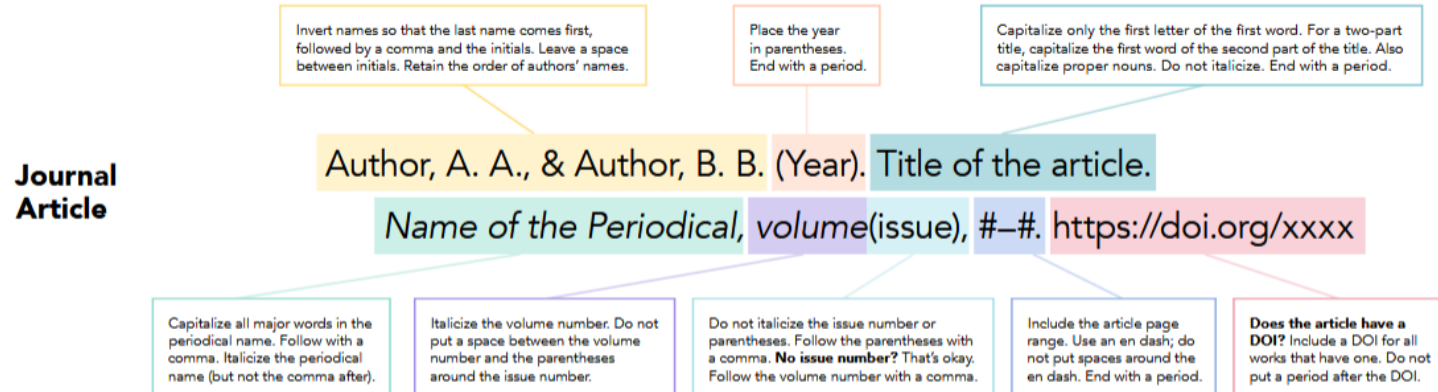 Invert names so that the last name comes first,
followed by a comma and the initials. Leave a space
between initials. Retain the order of authors' names.
Place the year
in parentheses.
End with a period.
Capitalize only the first letter of the first word. For a two-part
title, capitalize the first word of the second part of the title. Also
capitalize proper nouns. Do not italicize. End with a period.
Journal
Article
Author, A. A., & Author, B. B. (Year). Title of the article.
Name of the Periodical, volume(issue), #–#. https://doi.org/xxxx
Capitalize all major words in the
periodical name. Follow with a
comma. Italicize the periodical
name (but not the comma after).
Italicize the volume number. Do not
put a space between the volume
number and the parentheses
around the issue number.
Do not italicize the issue number or
parentheses. Follow the parentheses with
a comma. No issue number? That's okay.
Follow the volume number with a comma.
Include the article page
range. Use an en dash; do
not put spaces around the
en dash. End with a period.
Does the article have a
DOI? Include a DOI for all
works that have one. Do not
put a period after the DOI.